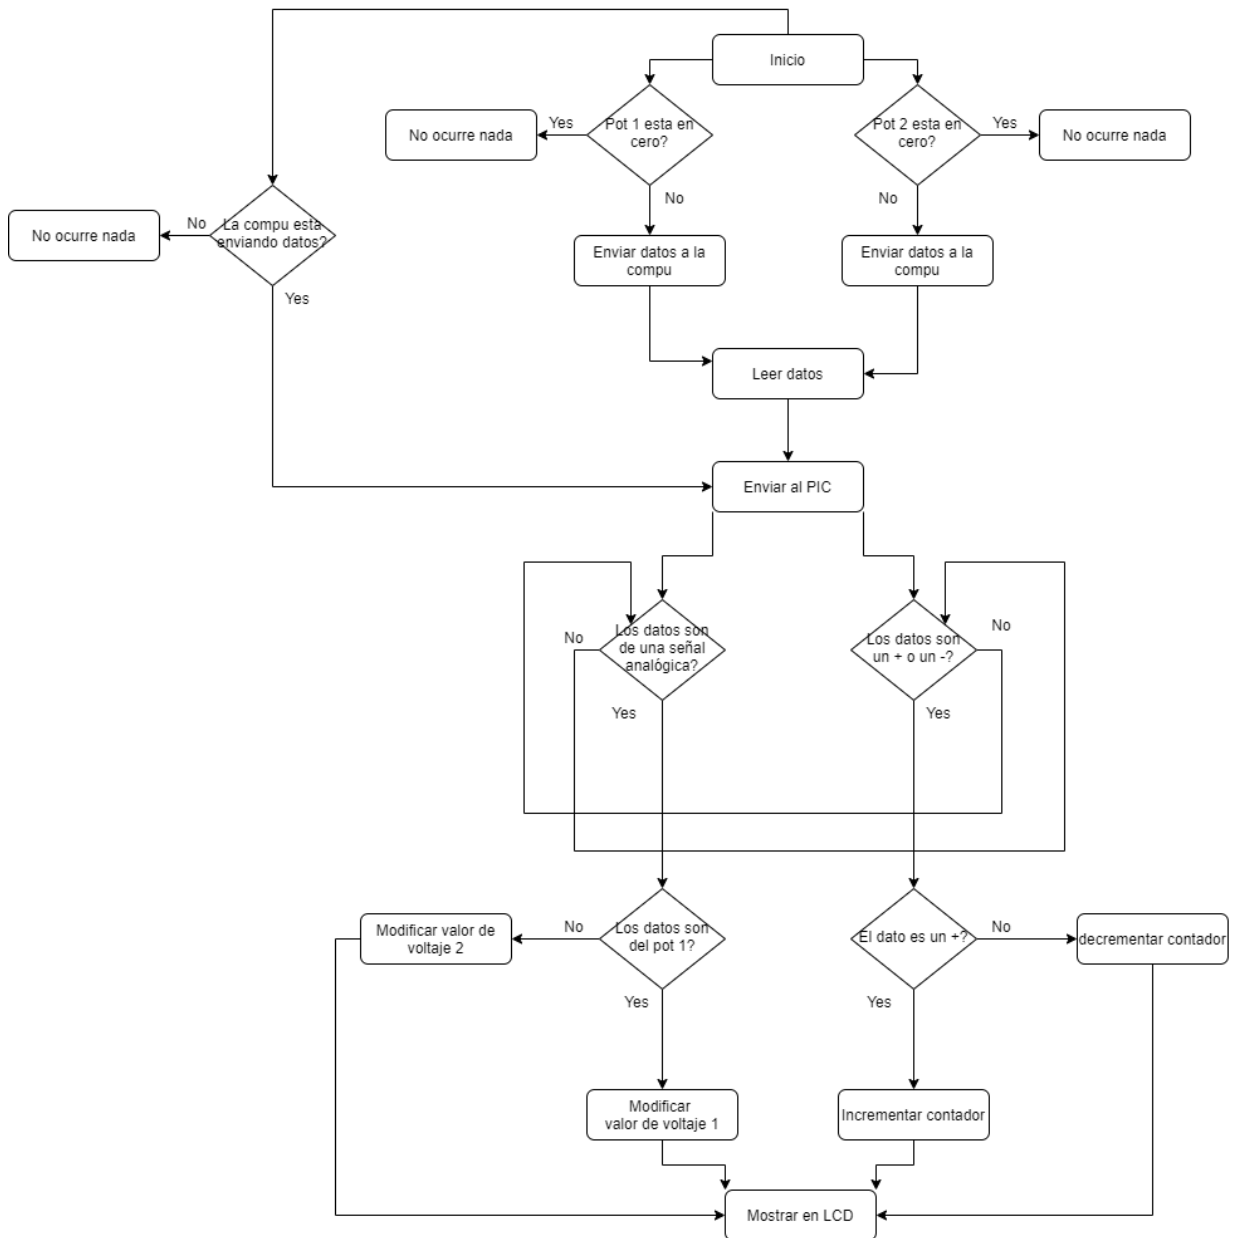 Inicio
No ocurre nada
Yes
Pot 1 esta en
cero?
Pot 2 esta en
cero?
Yes
No ocurre nada
No
No
No ocurre nada
No
La compu está
enviando datos?
Yes
Enviar datos a la
compu
Enviar datos a la
compu
Leer datos
Enviar al PIC
No
Los datos son
de una señal
analógica?
Yes
Los datos son
un + o un -?
No
Yes
Modificar valor de
voltaje 2
No
Los datos son
del pot 1?
Yes
El dato es un +?
No
decrementar contador
Yes
Modificar
valor de voltaje 1
Incrementar contador
Mostrar en LCD